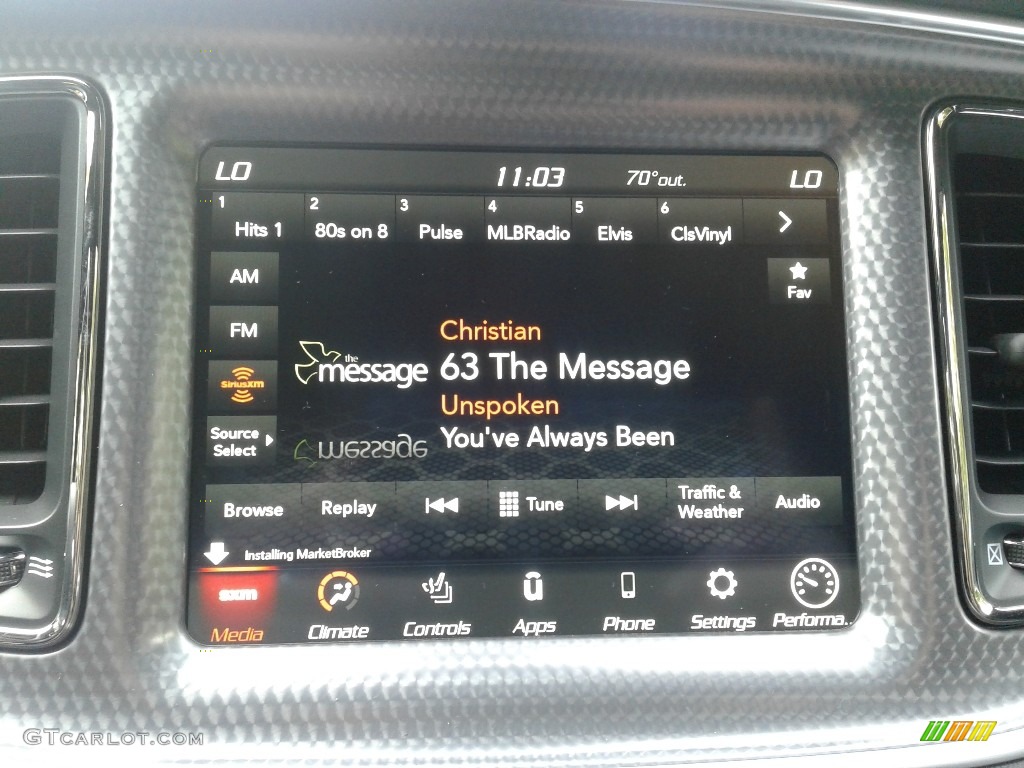 LO 11:03 70°out. LO
1 2 3 4 5 6
Hits 1 80s on 8 Pulse MLBRadio Elvis ClsVinyl
AM
Fav
FM
Christian
the
message
63 The Message
SiriusXM
Unspoken
Source
Select
You've Always Been
message
Browse Replay Tune Traffic &
Weather Audio
Installing MarketBroker
sxm
Media Climate Controls Apps Phone Settings Performa..
GTCARLOT.COM